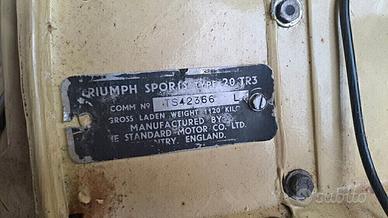 TRIUMPH SPORTS TYPE 20 TR3
COMM Nº TS42366 L
GROSS LADEN WEIGHT 1120 KILOS
MANUFACTURED BY
THE STANDARD MOTOR CO. LTD.
COVENTRY, ENGLAND.
subito